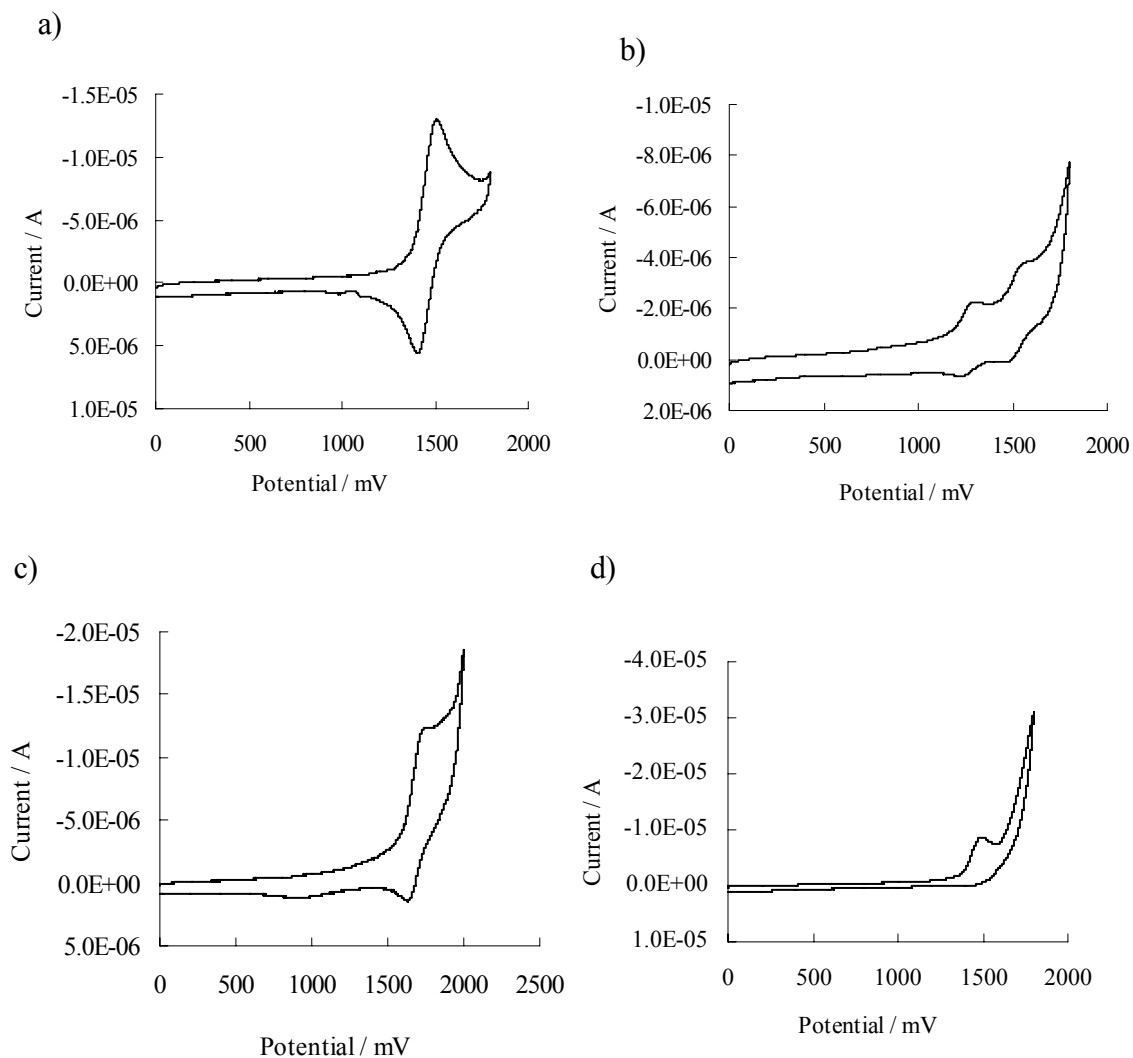 a)
-1.5E-05
-1.0E-05
-5.0E-06
0.0E+00
5.0E-06
1.0E-05
Current / A
0 500 1000 1500 2000
Potential / mV
b)
-1.0E-05
-8.0E-06
-6.0E-06
-4.0E-06
-2.0E-06
0.0E+00
2.0E-06
Current / A
0 500 1000 1500 2000
Potential / mV
c)
-2.0E-05
-1.5E-05
-1.0E-05
-5.0E-06
0.0E+00
5.0E-06
Current / A
0 500 1000 1500 2000 2500
Potential / mV
d)
-4.0E-05
-3.0E-05
-2.0E-05
-1.0E-05
0.0E+00
1.0E-05
Current / A
0 500 1000 1500 2000
Potential / mV